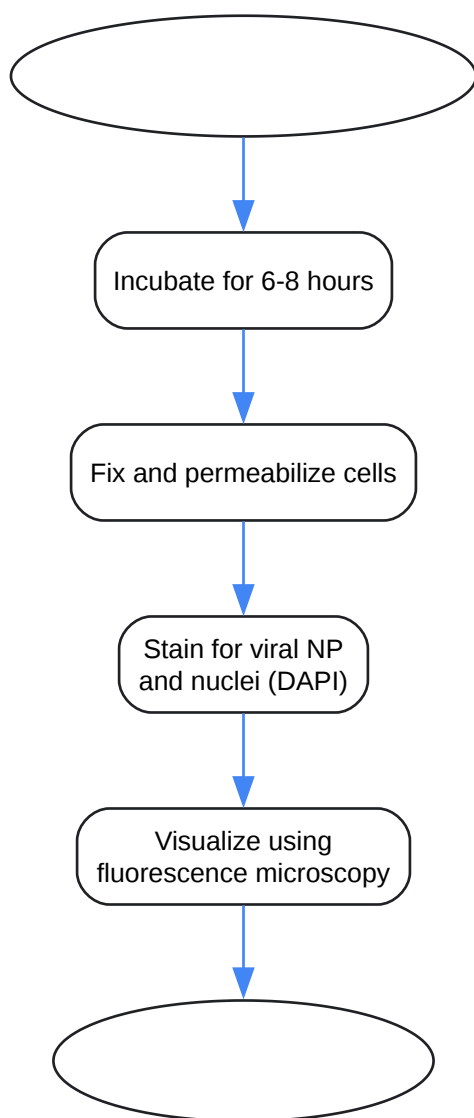 Incubate for 6-8 hours
Fix and permeabilize cells
Stain for viral NP
and nuclei (DAPI)
Visualize using
fluorescence microscopy